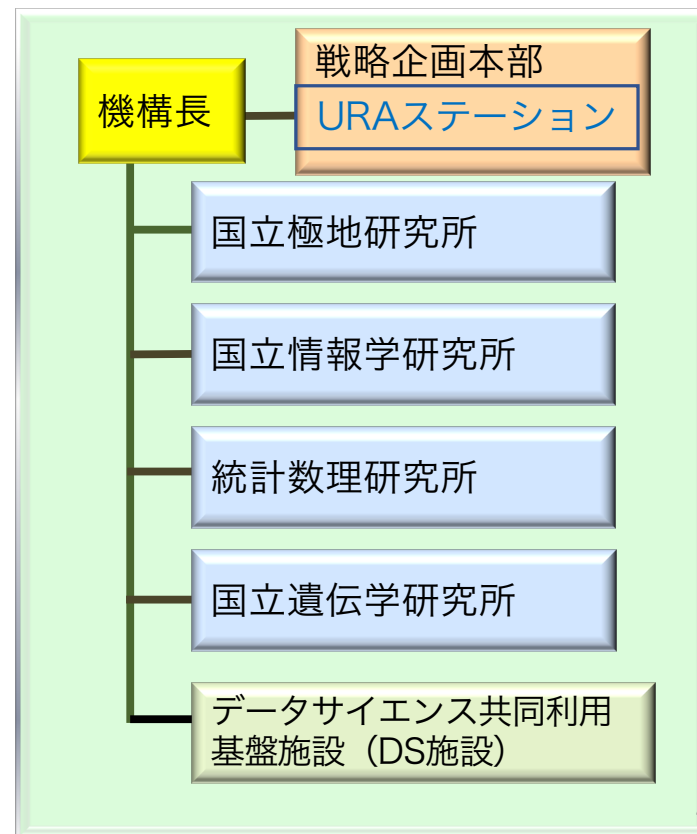 機構長
戦略企画本部
URAステーション
国立極地研究所
国立情報学研究所
統計数理研究所
国立遺伝学研究所
データサイエンス共同利用
基盤施設（DS施設）